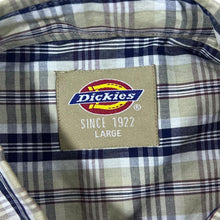 Dickies
®
SINCE 1922
LARGE